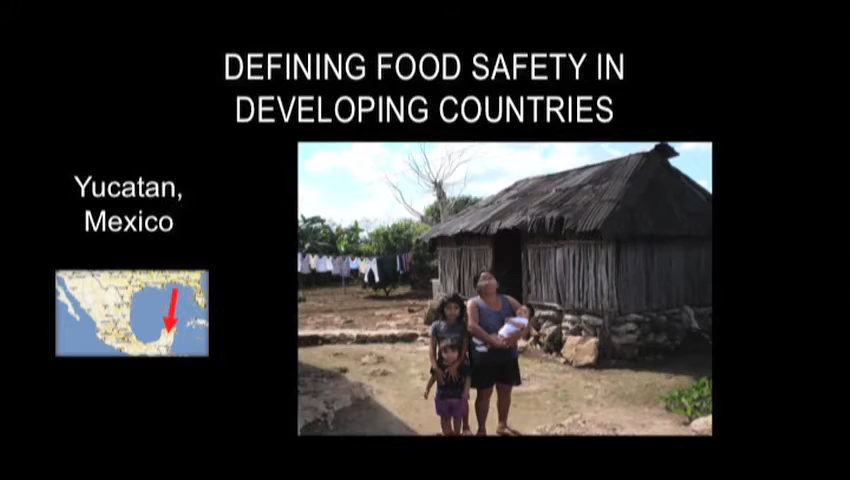 DEFINING FOOD SAFETY IN
DEVELOPING COUNTRIES
Yucatan,
Mexico